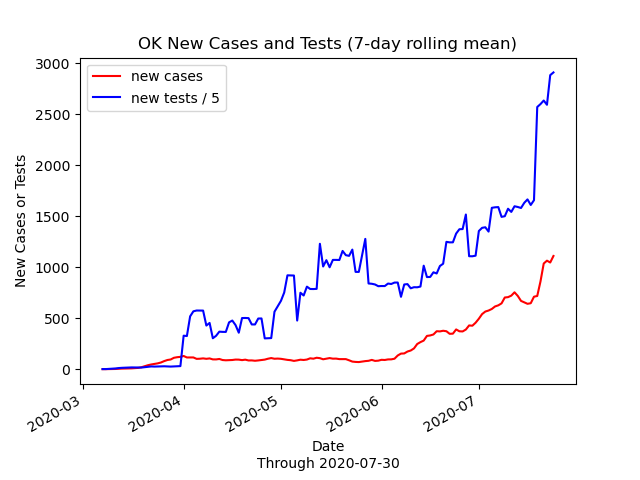 OK New Cases and Tests (7-day rolling mean)
new cases
new tests / 5
New Cases or Tests
3000
2500
2000
1500
1000
500
0
2020-03
2020-04
2020-05
2020-06
2020-07
Date
Through 2020-07-30